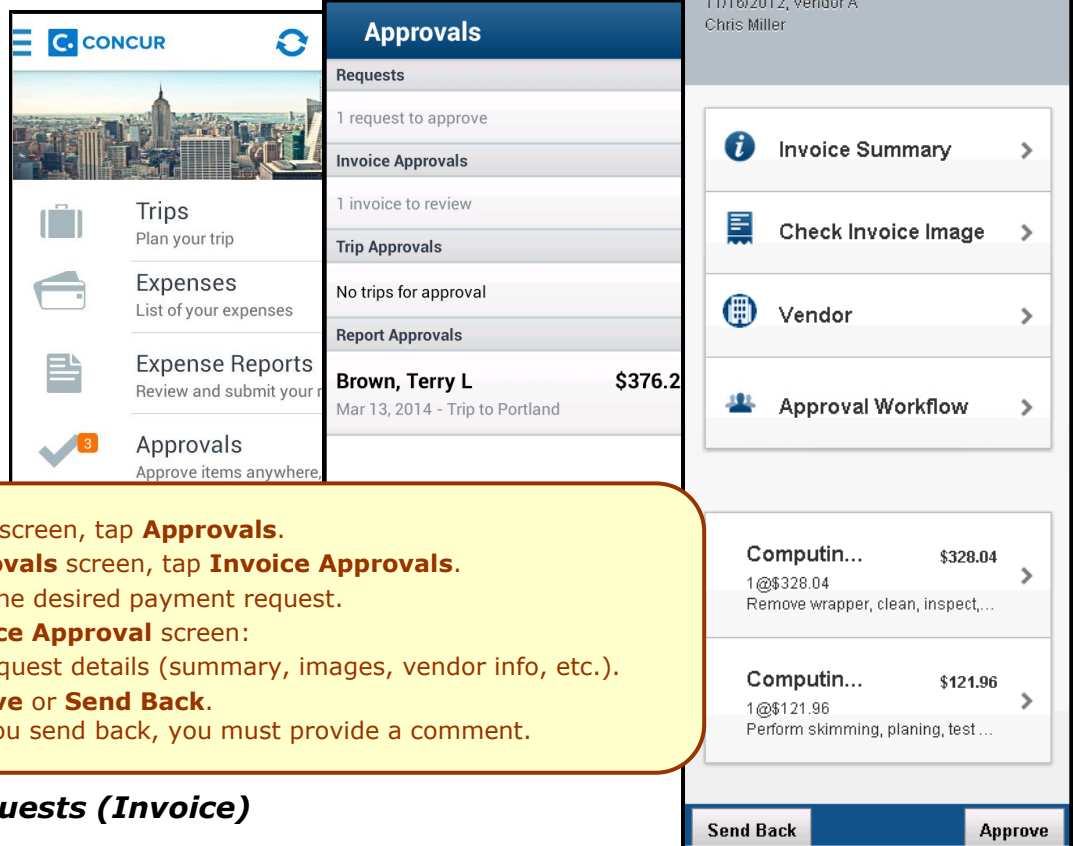 CONCUR
Trips
Plan your trip
Expenses
List of your expenses
Expense Reports
Review and submit your
3
Approvals
Approve items anywhere,
Approvals
Requests
1 request to approve
Invoice Approvals
1 invoice to review
Trip Approvals
No trips for approval
Report Approvals
Brown, Terry L $376.2
Mar 13, 2014 - Trip to Portland
11/16/2012, Vendor A
Chris Miller
Invoice Summary
Check Invoice Image
Vendor
Approval Workflow
Computin... $328.04
1@$328.04
Remove wrapper, clean, inspect,...
Computin... $121.96
1@$121.96
Perform skimming, planing, test ...
Send Back Approve
screen, tap Approvals.
ovals screen, tap Invoice Approvals.
he desired payment request.
ce Approval screen:
quest details (summary, images, vendor info, etc.).
ve or Send Back.
ou send back, you must provide a comment.
uests (Invoice)